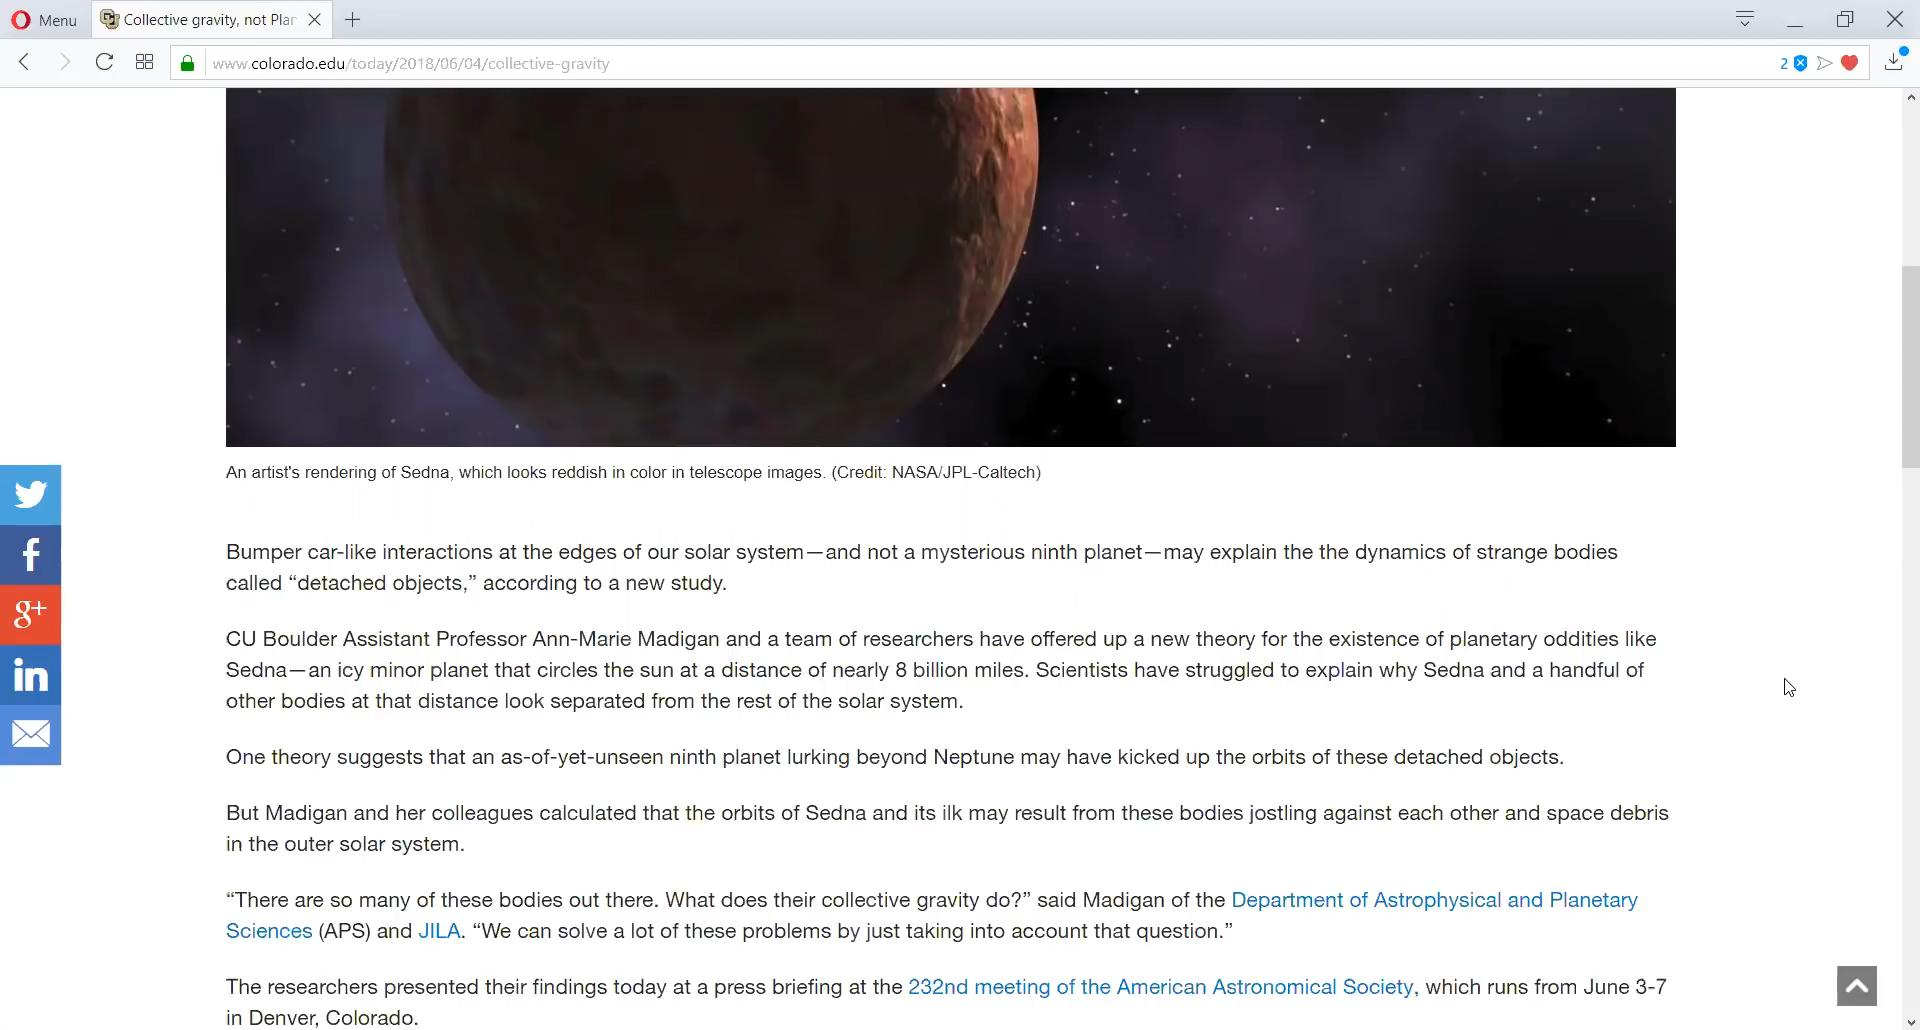 Menu
Collective gravity, not Plan
www.colorado.edu/today/2018/06/04/collective-gravity
2
An artist's rendering of Sedna, which looks reddish in color in telescope images. (Credit: NASA/JPL-Caltech)
Bumper car-like interactions at the edges of our solar system—and not a mysterious ninth planet—may explain the the dynamics of strange bodies
called “detached objects,” according to a new study.
CU Boulder Assistant Professor Ann-Marie Madigan and a team of researchers have offered up a new theory for the existence of planetary oddities like
Sedna—an icy minor planet that circles the sun at a distance of nearly 8 billion miles. Scientists have struggled to explain why Sedna and a handful of
other bodies at that distance look separated from the rest of the solar system.
One theory suggests that an as-of-yet-unseen ninth planet lurking beyond Neptune may have kicked up the orbits of these detached objects.
But Madigan and her colleagues calculated that the orbits of Sedna and its ilk may result from these bodies jostling against each other and space debris
in the outer solar system.
“There are so many of these bodies out there. What does their collective gravity do?” said Madigan of the Department of Astrophysical and Planetary
Sciences (APS) and JILA. “We can solve a lot of these problems by just taking into account that question.”
The researchers presented their findings today at a press briefing at the 232nd meeting of the American Astronomical Society, which runs from June 3-7
in Denver, Colorado.
f
g+
in